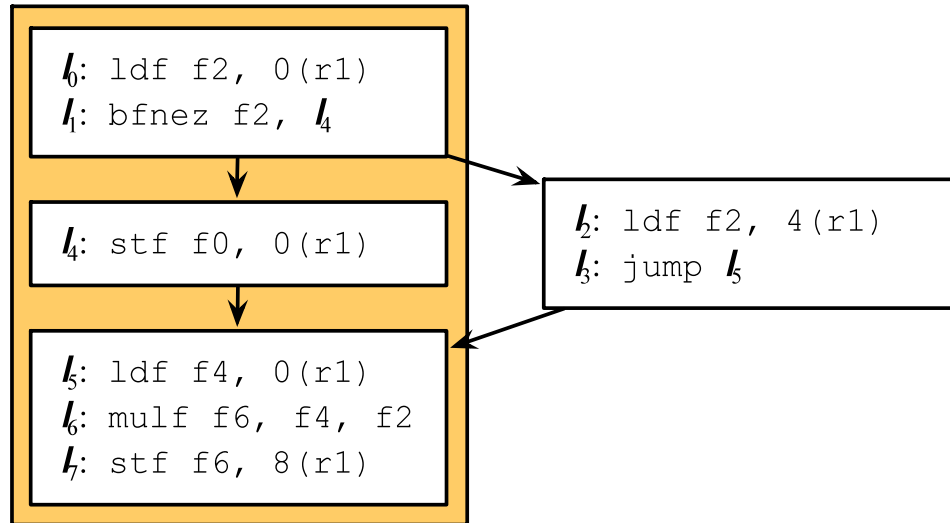 I0: ldf f2, 0(r1)
I1: bfnez f2, I4
I4: stf f0, 0(r1)
I2: ldf f2, 4(r1)
I3: jump I5
I5: ldf f4, 0(r1)
I6: mulf f6, f4, f2
I7: stf f6, 8(r1)